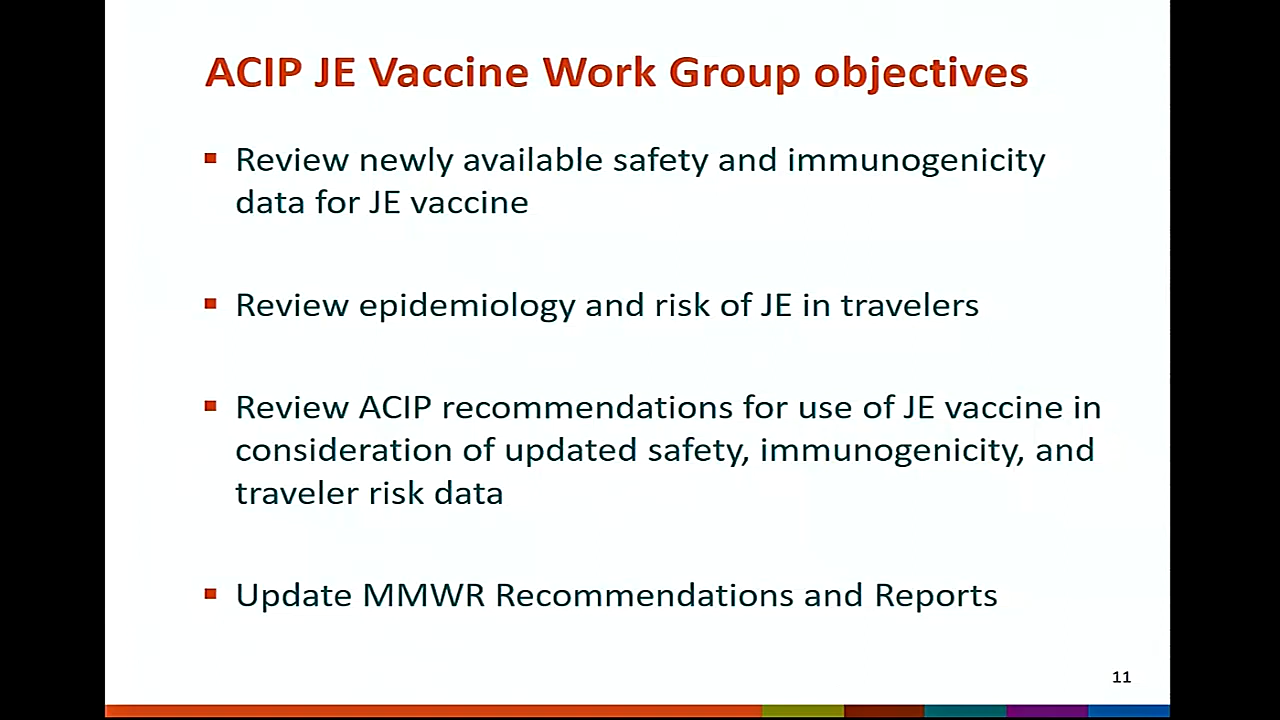 ACIP JE Vaccine Work Group objectives
Review newly available safety and immunogenicity
data for JE vaccine
Review epidemiology and risk of JE in travelers
Review ACIP recommendations for use of JE vaccine in
consideration of updated safety, immunogenicity, and
traveler risk data
Update MMWR Recommendations and Reports
11